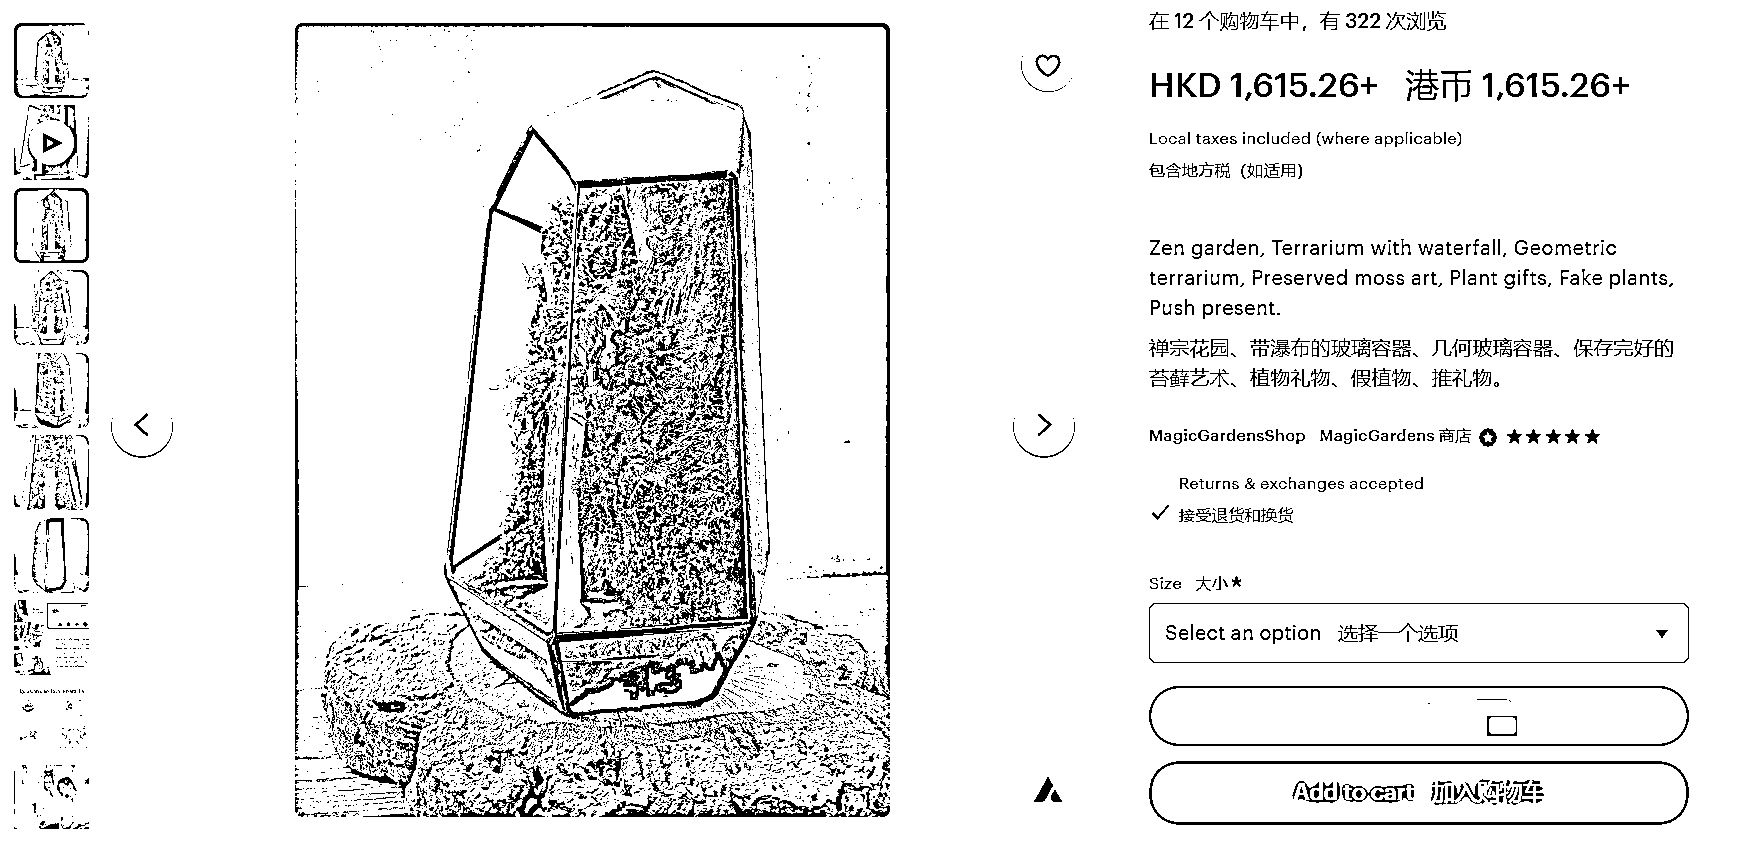 在 12 个购物车中，有 322 次浏览
HKD 1,615.26+ 港币 1,615.26+
Local taxes included (where applicable)
包含地方税（如适用）
Zen garden, Terrarium with waterfall, Geometric
terrarium, Preserved moss art, Plant gifts, Fake plants,
Push present.
禅宗花园、带瀑布的玻璃容器、几何玻璃容器、保存完好的
苔藓艺术、植物礼物、假植物、推礼物。
MagicGardensShop MagicGardens 商店 ★★★★★
Returns & exchanges accepted
接受退货和换货
Size 大小*
Select an option 选择一个选项
Add to cart 加入购物车